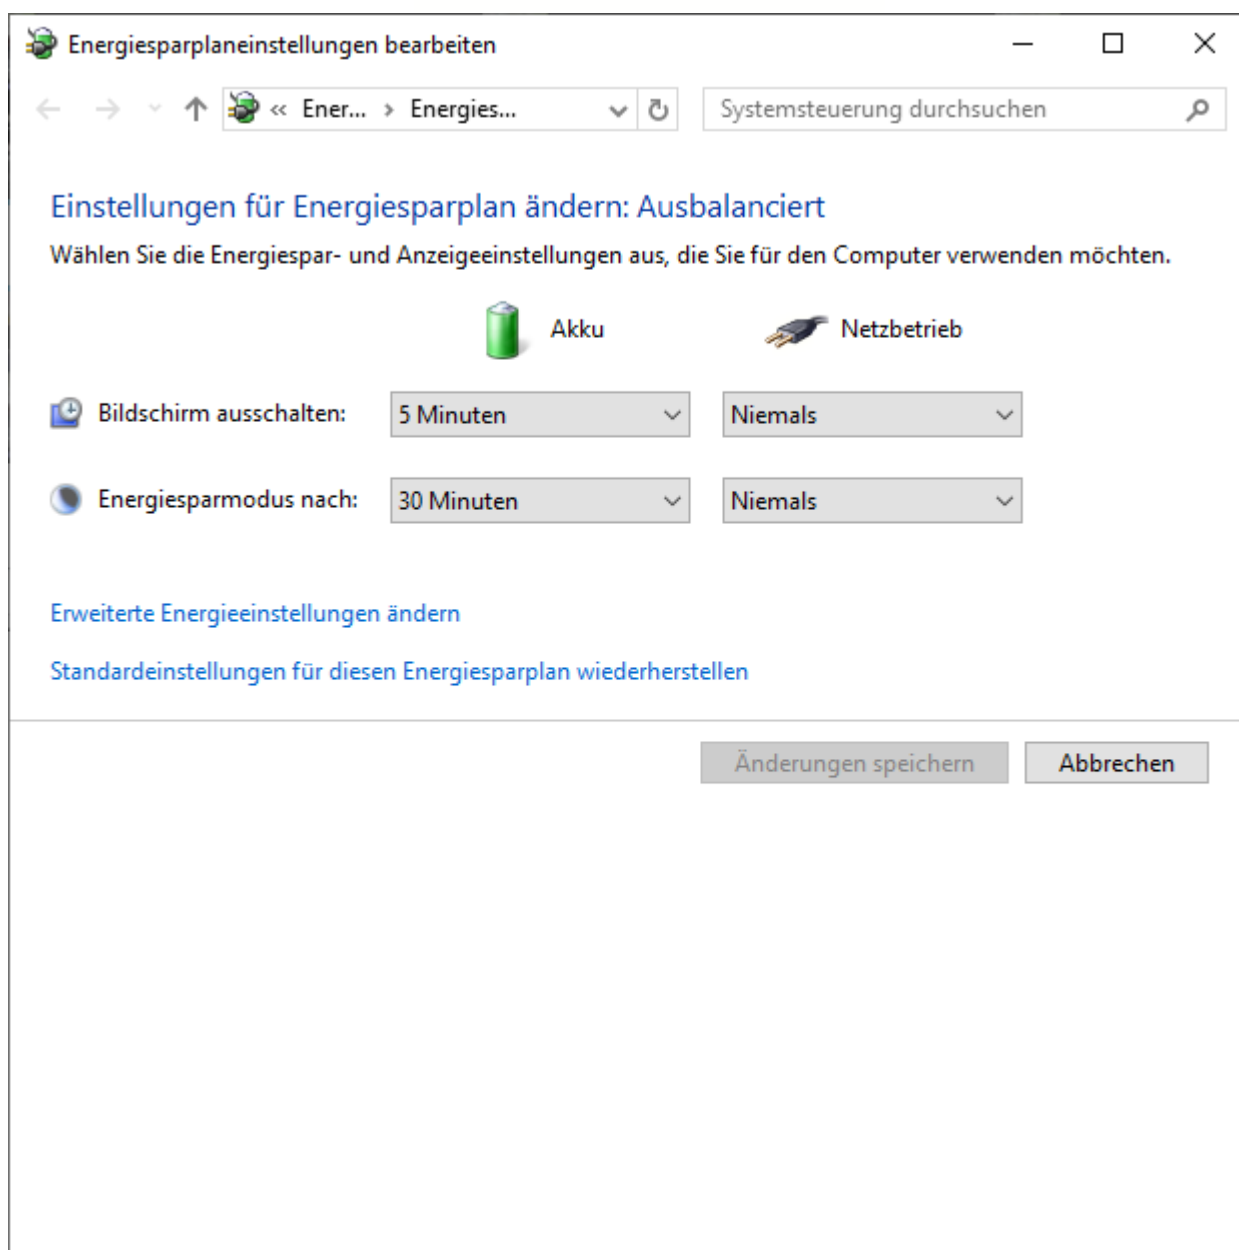 Energiesparplaneinstellungen bearbeiten
« Ener... › Energies... Systemsteuerung durchsuchen
Einstellungen für Energiesparplan ändern: Ausbalanciert
Wählen Sie die Energiespar- und Anzeigeeinstellungen aus, die Sie für den Computer verwenden möchten.
Akku Netzbetrieb
Bildschirm ausschalten: 5 Minuten Niemals
Energiesparmodus nach: 30 Minuten Niemals
Erweiterte Energieeinstellungen ändern
Standardeinstellungen für diesen Energiesparplan wiederherstellen
Änderungen speichern Abbrechen